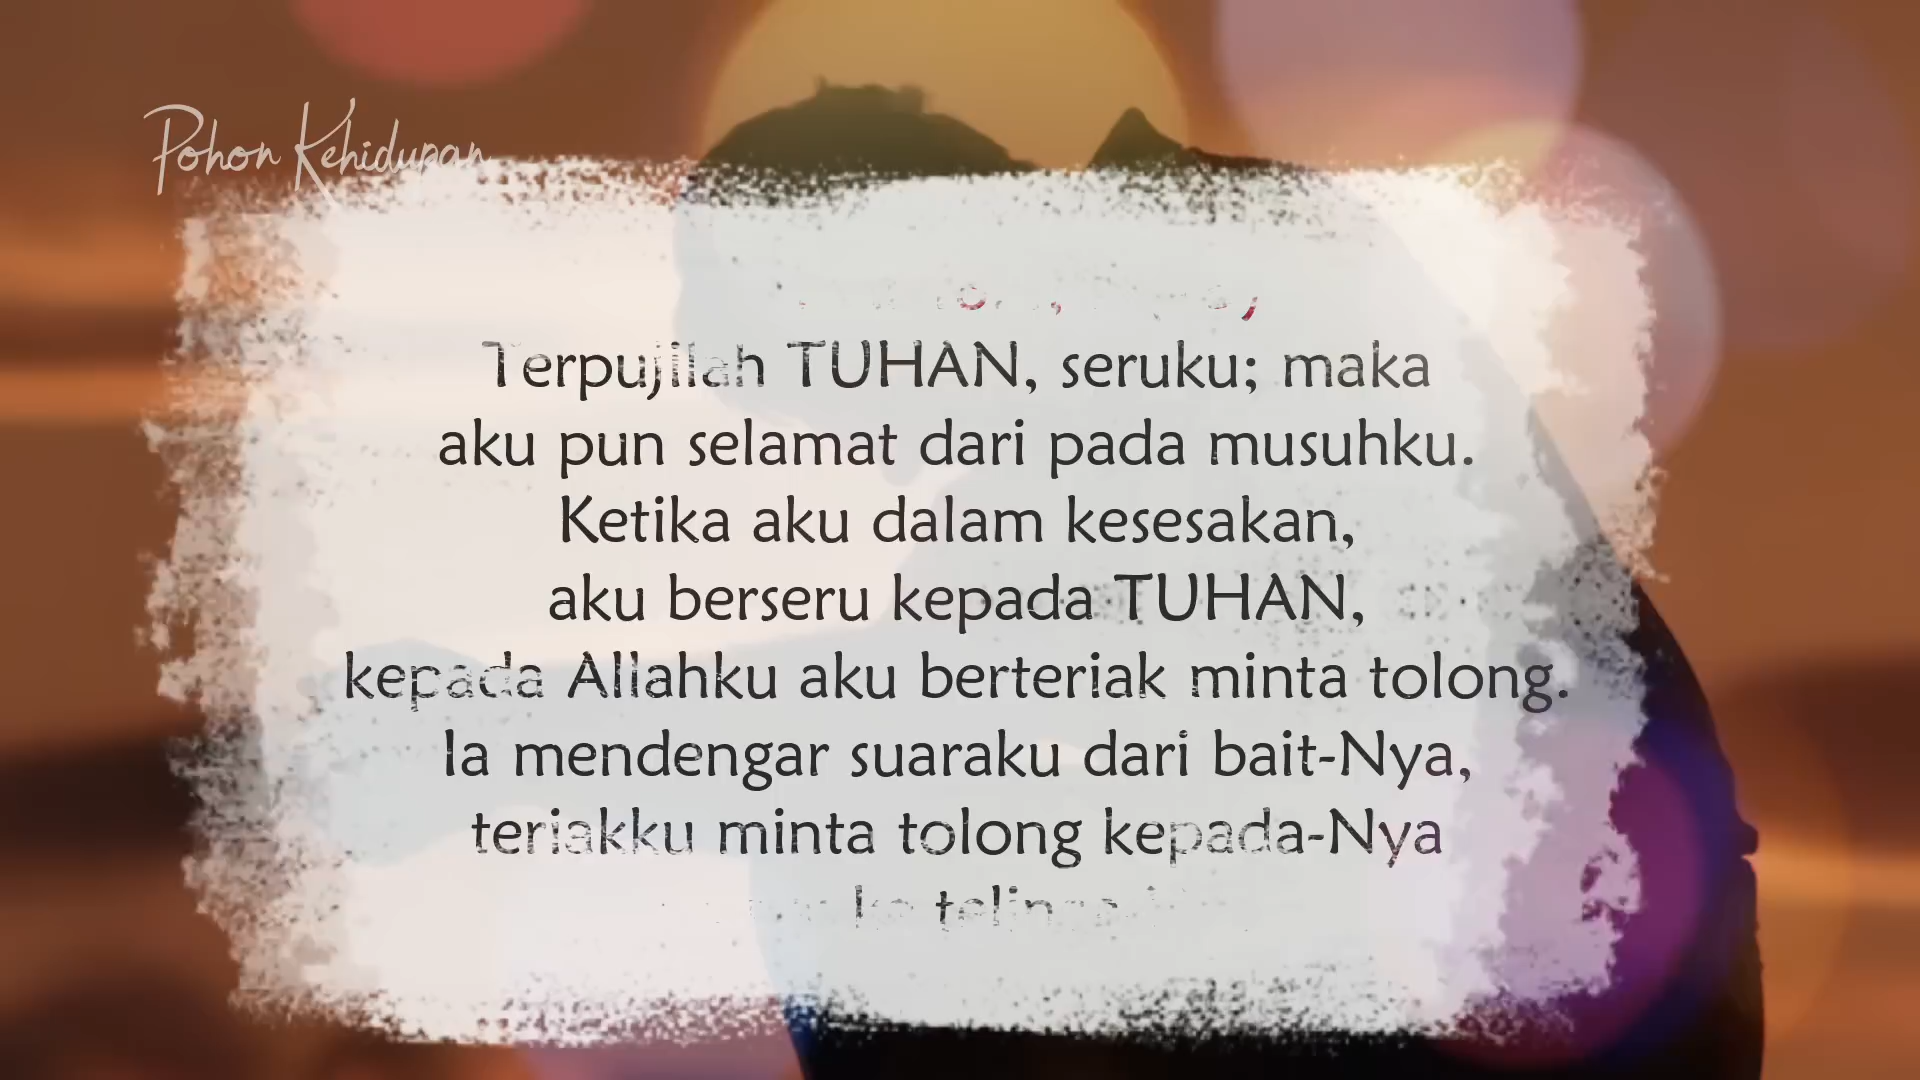 Pohon Kehidupan
Terpujilah TUHAN, seruku; maka
aku pun selamat dari pada musuhku.
Ketika aku dalam kesesakan,
aku berseru kepada TUHAN,
kepada Allahku aku berteriak minta tolong.
Ia mendengar suaraku dari bait-Nya,
teriakku minta tolong kepada-Nya
ke